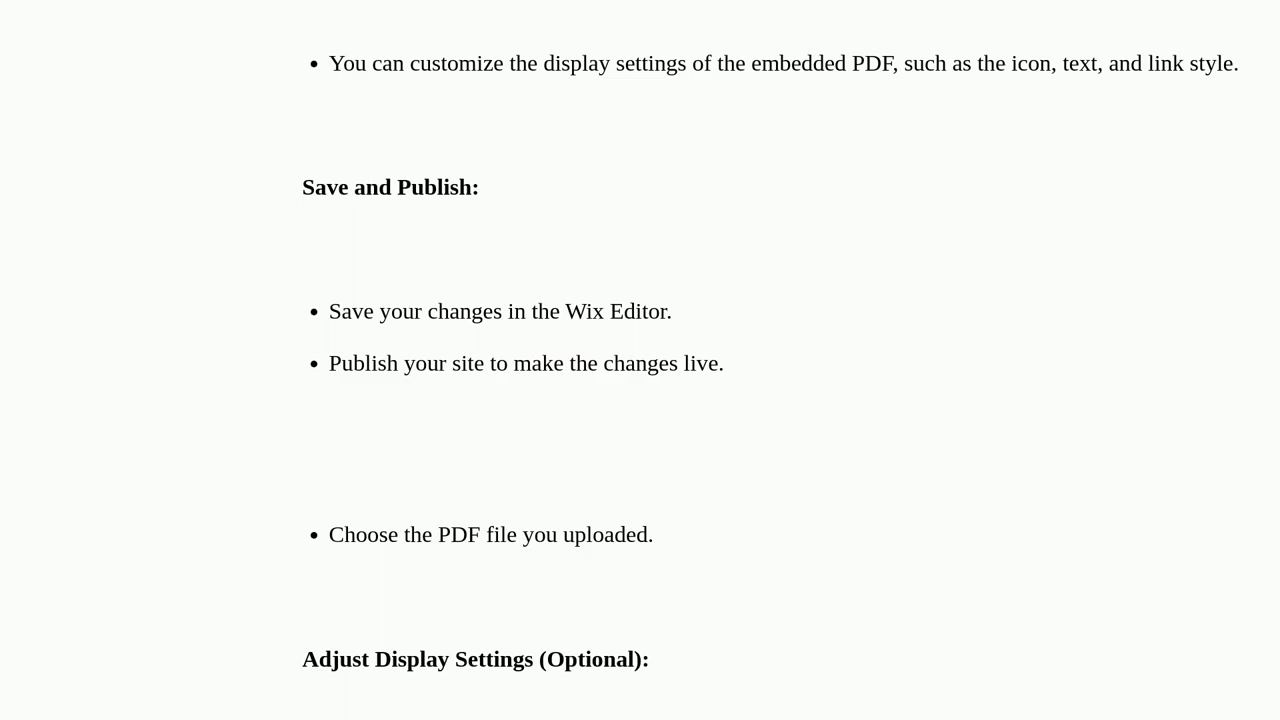 • You can customize the display settings of the embedded PDF, such as the icon, text, and link style.
Save and Publish:
• Save your changes in the Wix Editor.
• Publish your site to make the changes live.
• Choose the PDF file you uploaded.
Adjust Display Settings (Optional):